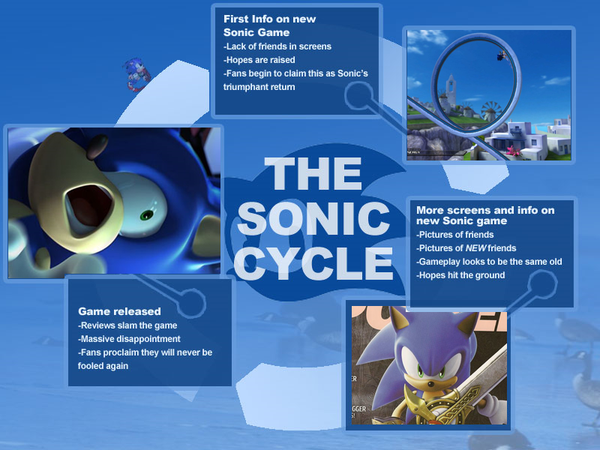 First Info on new
Sonic Game
-Lack of friends in screens
-Hopes are raised
-Fans begin to claim this as Sonic's
triumphant return
THE
SONIC
CYCLE
More screens and info on
new Sonic game
-Pictures of friends
-Pictures of NEW friends
-Gameplay looks to be the same old
-Hopes hit the ground
Game released
-Reviews slam the game
-Massive disappointment
-Fans proclaim they will never be
fooled again